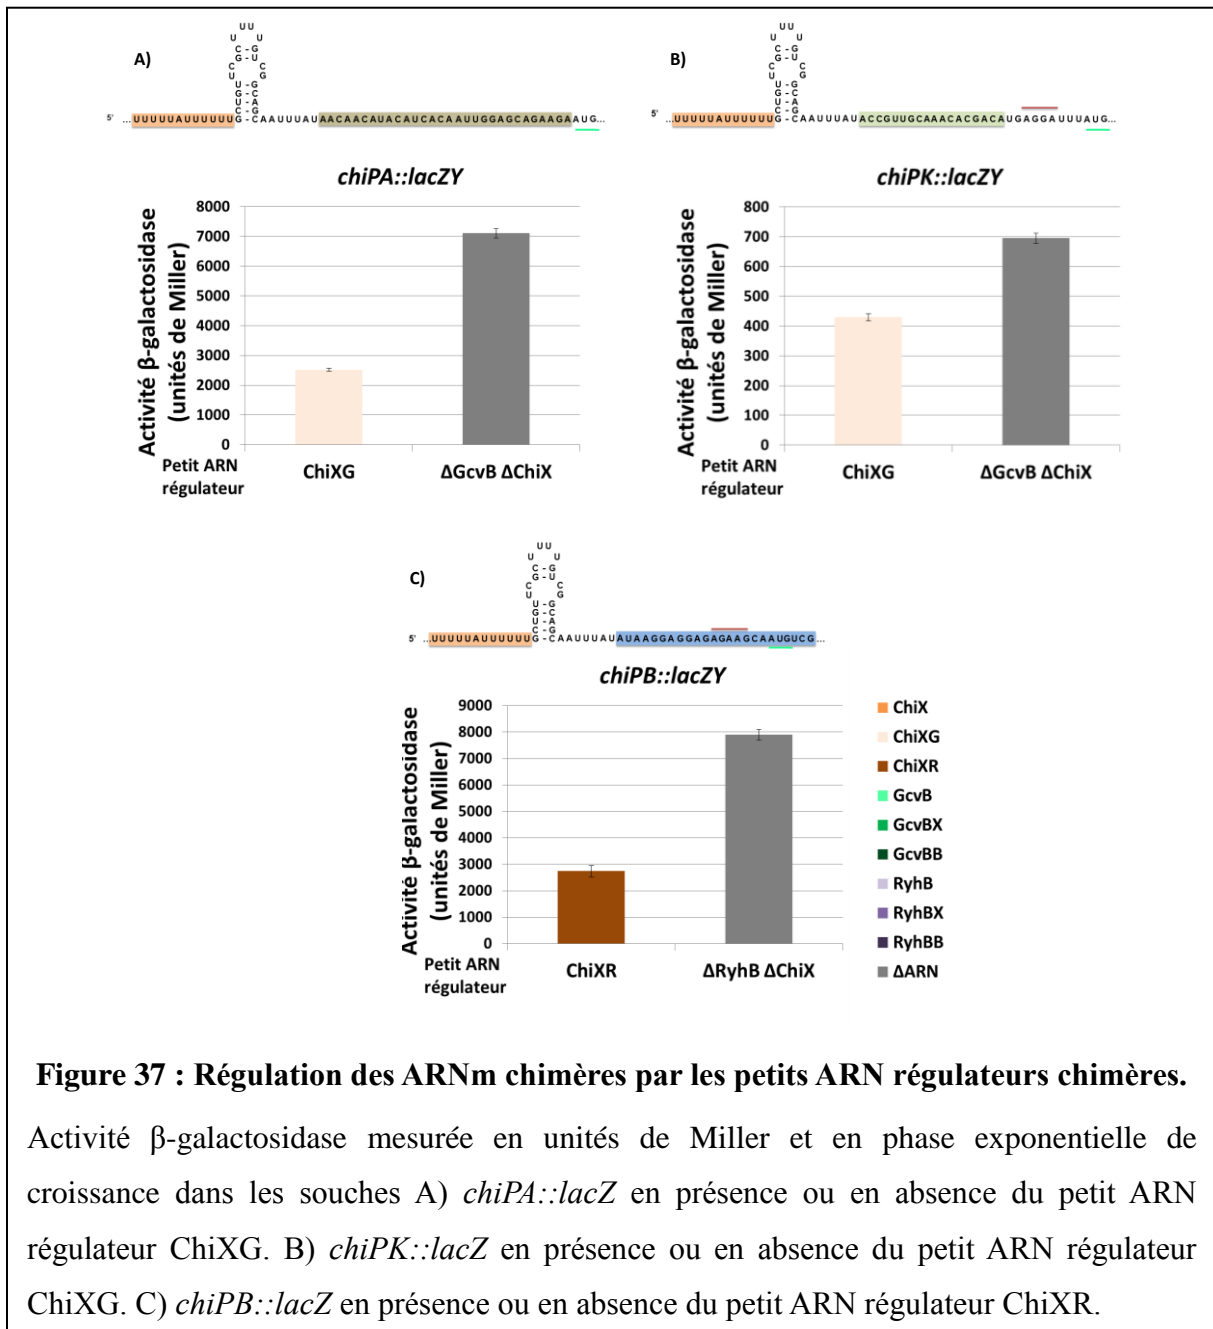 A)
UU
U U
C - G
G - U
C C
U G
U
U - G
G - C
U - A
C - G
5' ...UUUUUAUUUUUUG - CAAUUUAUAACAACAUACAUCACAAUUGGAGCAGAAGAAUG...
chiPA::lacZY
Activité β-galactosidase
(unités de Miller)
8000
7000
6000
5000
4000
3000
2000
1000
0
Petit ARN
régulateur
ChiXG
ΔGcvB ΔChiX
B)
UU
U U
C - G
G - U
C C
U G
U
U - G
G - C
U - A
C - G
5' ...UUUUUAUUUUUUG - CAAUUUAUACCGUUGCAAACACGACAUGAGGAUUUAUG...
chiPK::lacZY
Activité β-galactosidase
(unités de Miller)
800
700
600
500
400
300
200
100
0
Petit ARN
régulateur
ChiXG
ΔGcvB ΔChiX
C)
UU
U U
C - G
G - U
C C
U G
U
U - G
G - C
U - A
C - G
5' ...UUUUUAUUUUUUG - CAAUUUAUAUAAGGAGGAGAGAAGCAAUGUCG...
chiPB::lacZY
Activité β-galactosidase
(unités de Miller)
9000
8000
7000
6000
5000
4000
3000
2000
1000
0
Petit ARN
régulateur
ChiXR
ΔRyhB ΔChiX
ChiX
ChiXG
ChiXR
GcvB
GcvBX
GcvBB
RyhB
RyhBX
RyhBB
ΔARN
Figure 37 : Régulation des ARNm chimères par les petits ARN régulateurs chimères.
Activité β-galactosidase mesurée en unités de Miller et en phase exponentielle de
croissance dans les souches A) chiPA::lacZ en présence ou en absence du petit ARN
régulateur ChiXG. B) chiPK::lacZ en présence ou en absence du petit ARN régulateur
ChiXG. C) chiPB::lacZ en présence ou en absence du petit ARN régulateur ChiXR.